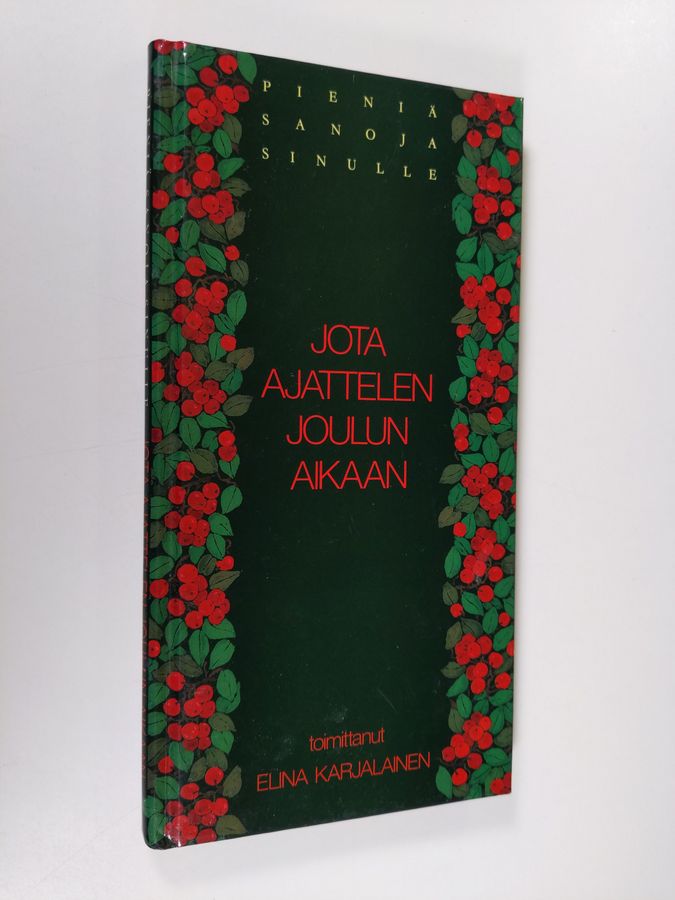 PIENIÄ
SANOJA
SINULLE
JOTA
AJATTELEN
JOULUN
AIKAAN
toimittanut
ELINA KARJALAINEN